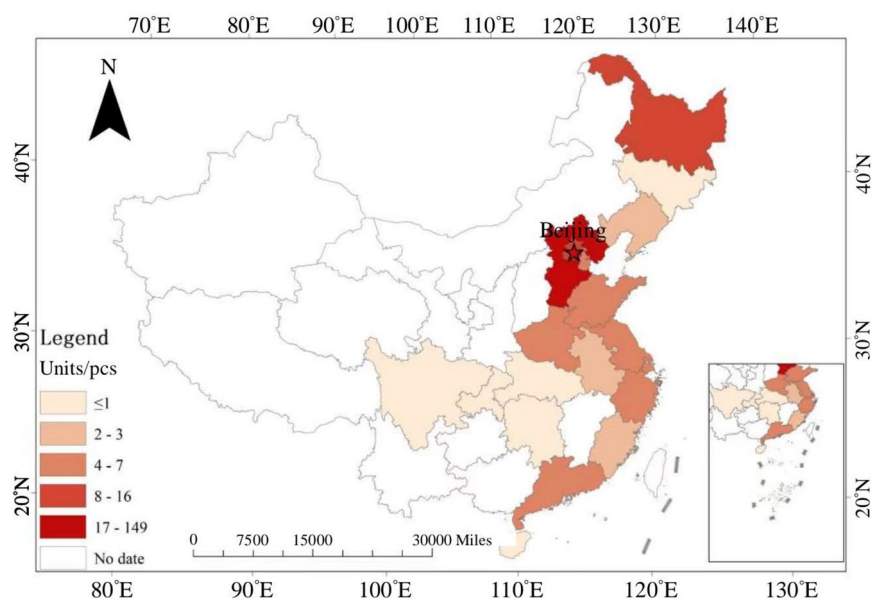 70°E 80°E 90°E 100°E 110°E 120°E 130°E 140°E
N
40°N
40°N
Beijing
30°N
30°N
Legend
Units/pcs
≤1
2 - 3
4 - 7
8 - 16
17 - 149
No date
20°N
20°N
0 7500 15000 30000 Miles
80°E 90°E 100°E 110°E 120°E 130°E